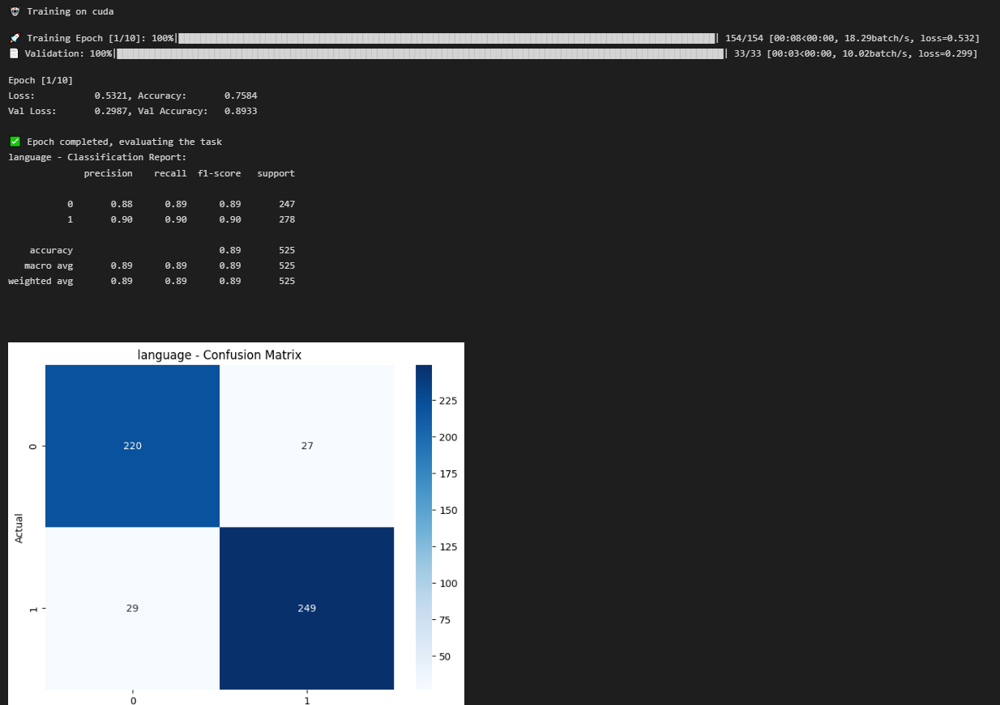 Training on cuda
Training Epoch [1/10]: 100%| | 154/154 [00:08<00:00, 18.29batch/s, loss=0.532]
Validation: 100%| | 33/33 [00:03<00:00, 10.02batch/s, loss=0.299]
Epoch [1/10]
Loss: 0.5321, Accuracy: 0.7584
Val Loss: 0.2987, Val Accuracy: 0.8933
✅ Epoch completed, evaluating the task
language - Classification Report:
precision recall f1-score support
0 0.88 0.89 0.89 247
1 0.90 0.90 0.90 278
accuracy 0.89 525
macro avg 0.89 0.89 0.89 525
weighted avg 0.89 0.89 0.89 525
language - Confusion Matrix
225
200
175
150
125
100
75
50
0
220 27
Actual
1
29 249
0 1